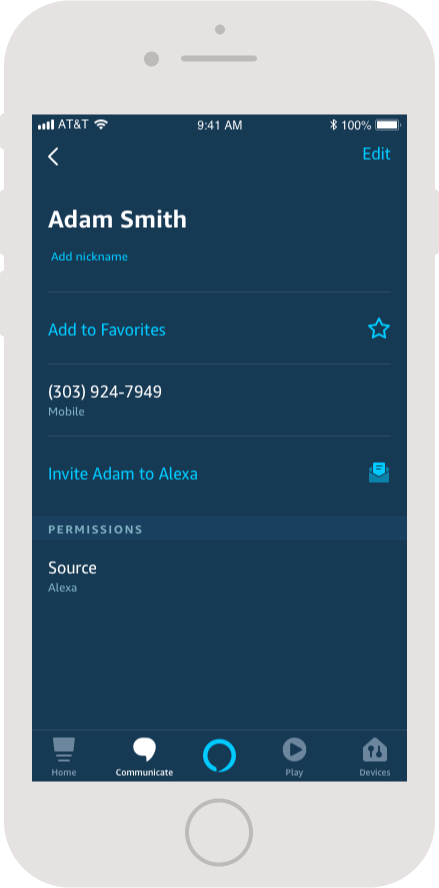 AT&T 9:41 AM 100%
Edit
Adam Smith
Add nickname
Add to Favorites
(303) 924-7949
Mobile
Invite Adam to Alexa
PERMISSIONS
Source
Alexa
Home Communicate Play Devices